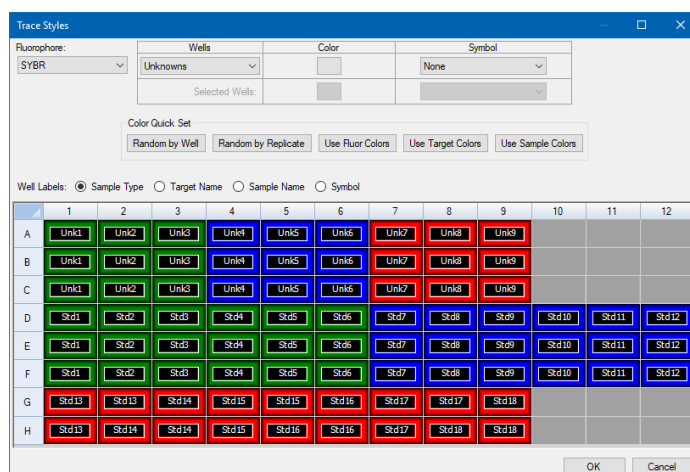 Trace Styles
Fluorophore: Wells Color Symbol
SYBR Unknowns None
Selected Wells:
Color Quick Set
Random by Well Random by Replicate Use Fluor Colors Use Target Colors Use Sample Colors
Well Labels: Sample Type Target Name Sample Name Symbol
1 2 3 4 5 6 7 8 9 10 11 12
A Unk1 Unk2 Unk3 Unk4 Unk5 Unk6 Unk7 Unk8 Unk9
B Unk1 Unk2 Unk3 Unk4 Unk5 Unk6 Unk7 Unk8 Unk9
C Unk1 Unk2 Unk3 Unk4 Unk5 Unk6 Unk7 Unk8 Unk9
D Std1 Std2 Std3 Std4 Std5 Std6 Std7 Std8 Std9 Std10 Std11 Std12
E Std1 Std2 Std3 Std4 Std5 Std6 Std7 Std8 Std9 Std10 Std11 Std12
F Std1 Std2 Std3 Std4 Std5 Std6 Std7 Std8 Std9 Std10 Std11 Std12
G Std13 Std13 Std14 Std15 Std15 Std16 Std17 Std17 Std18
H Std13 Std14 Std14 Std15 Std16 Std16 Std17 Std18 Std18
OK Cancel